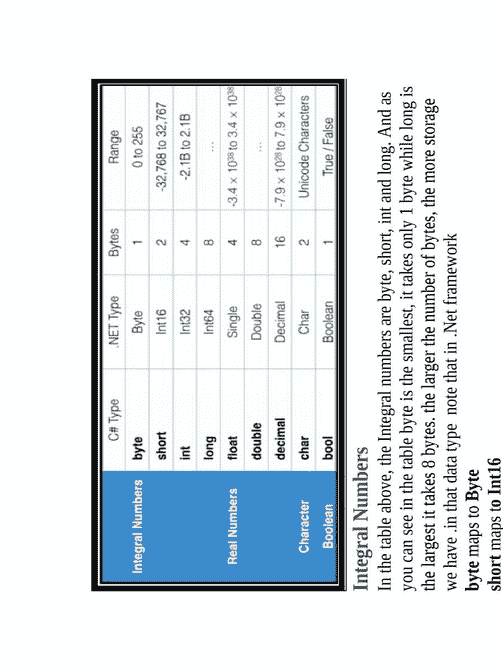 C# Type .NET Type Bytes Range
Integral Numbers byte Byte 1 0 to 255
short Int16 2 -32,768 to 32,767
int Int32 4 -2.1B to 2.1B
long Int64 8 ...
Real Numbers float Single 4 -3.4 × 10³⁸ to 3.4 × 10³⁸
double Double 8 ...
decimal Decimal 16 -7.9 × 10²⁸ to 7.9 × 10²⁸
Character char Char 2 Unicode Characters
Boolean bool Boolean 1 True / False
Integral Numbers
In the table above, the Integral numbers are byte, short, int and long. And as
you can see in the table byte is the smallest, it takes only 1 byte while long is
the largest it takes 8 bytes. the larger the number of bytes, the more storage
we have .in that data type note that in .Net framework
byte maps to Byte
short maps to Int16